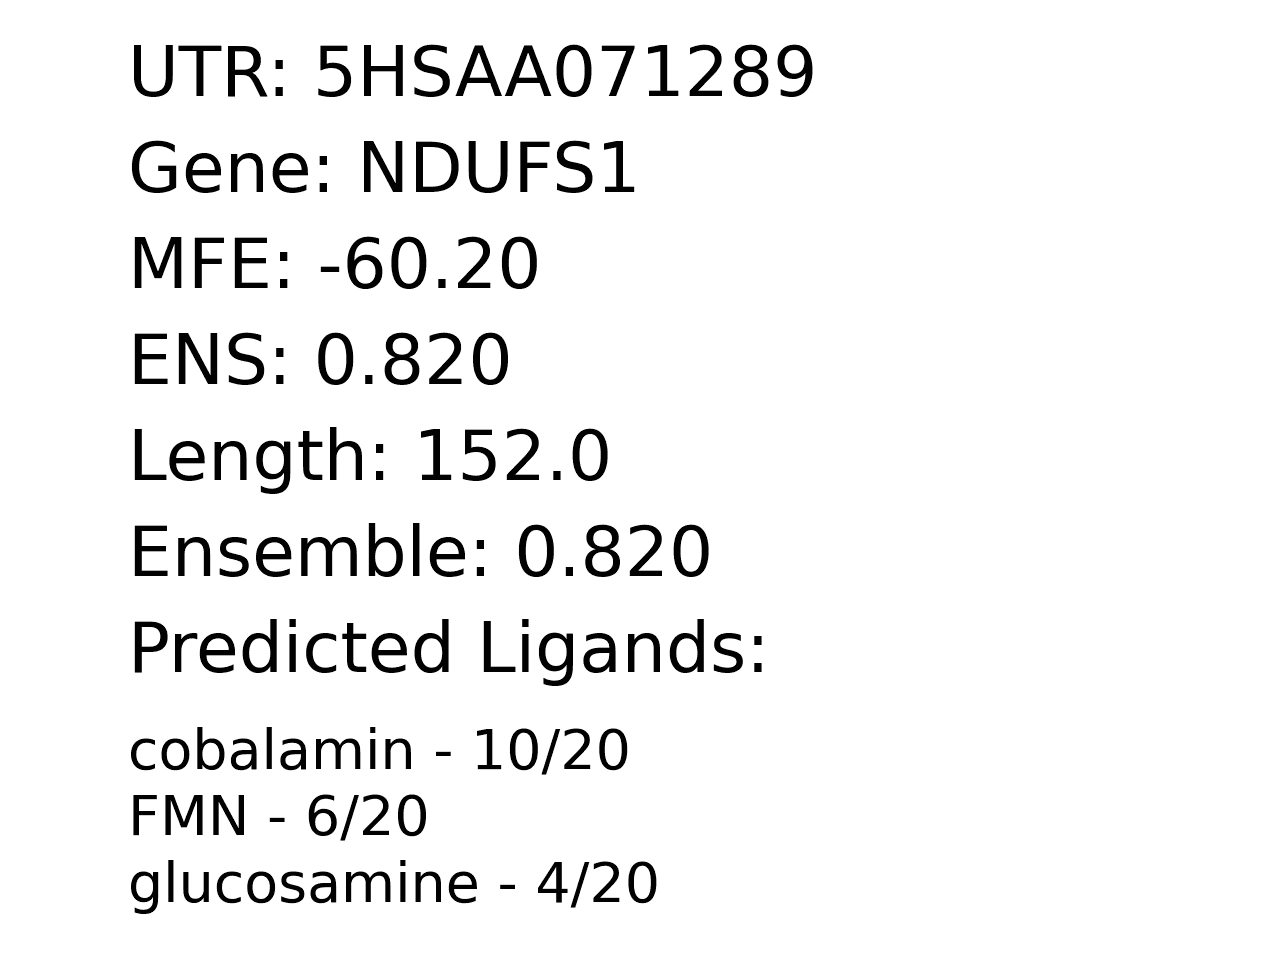 UTR: 5HSAA071289
Gene: NDUFS1
MFE: -60.20
ENS: 0.820
Length: 152.0
Ensemble: 0.820
Predicted Ligands:
cobalamin - 10/20
FMN - 6/20
glucosamine - 4/20